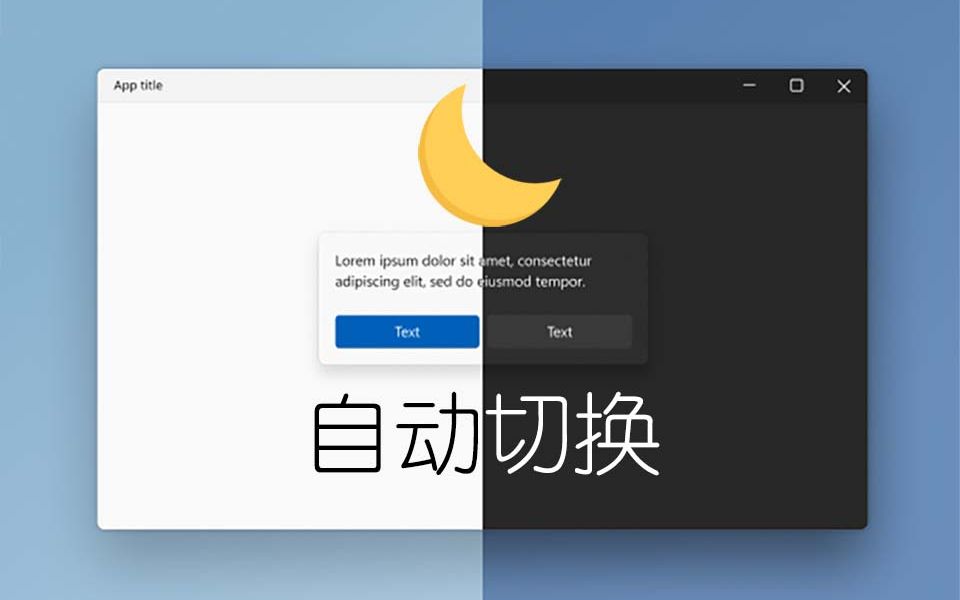 App title
Lorem ipsum dolor sit amet, consectetur
adipiscing elit, sed do eiusmod tempor.
Text Text
自动切换